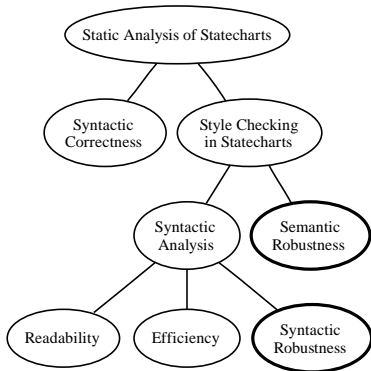 Static Analysis of Statecharts
Syntactic
Correctness
Style Checking
in Statecharts
Syntactic
Analysis
Semantic
Robustness
Readability
Efficiency
Syntactic
Robustness